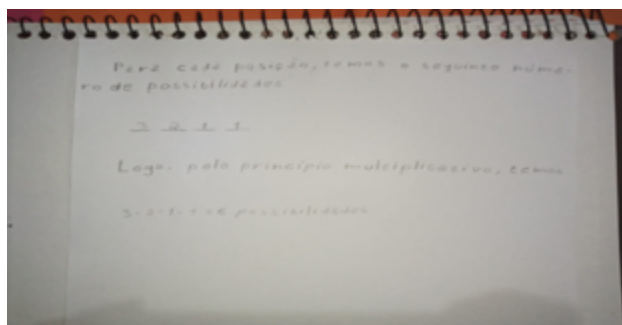 Para cada posição, temos o seguinte núme-
ro de possibilidades
3 2 1 1
Logo, pelo princípio multiplicativo, temos
3·2·1·1=6 possibilidades